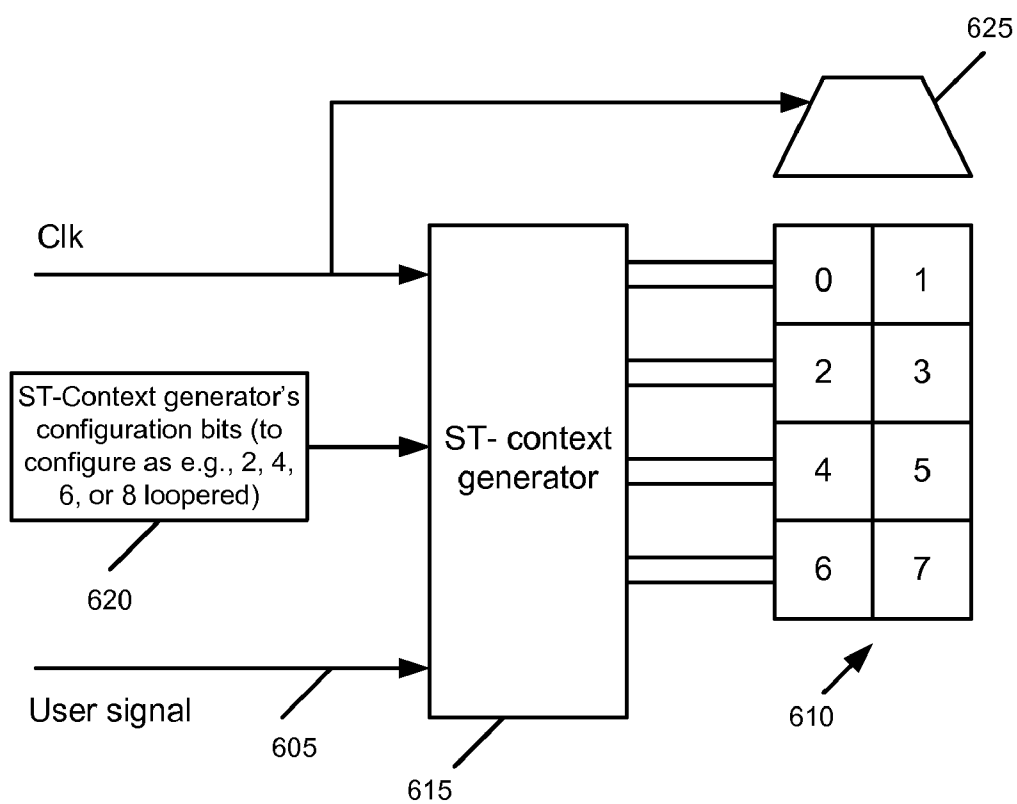 625
Clk
ST-Context generator's
configuration bits (to
configure as e.g., 2, 4,
6, or 8 loopered)
620
ST- context
generator
0 1
2 3
4 5
6 7
610
User signal
605
615